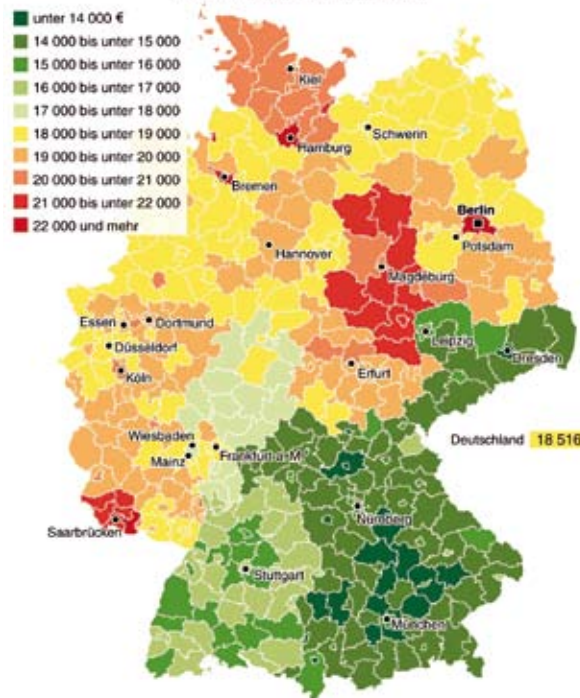 unter 14 000 €
14 000 bis unter 15 000
15 000 bis unter 16 000
16 000 bis unter 17 000
17 000 bis unter 18 000
18 000 bis unter 19 000
19 000 bis unter 20 000
20 000 bis unter 21 000
21 000 bis unter 22 000
22 000 und mehr
Kiel
Schwerin
Hamburg
Bremen
Berlin
Hannover
Potsdam
Magdeburg
Essen
Dortmund
Leipzig
Düsseldorf
Dresden
Köln
Erfurt
Wiesbaden
Deutschland 18 516
Mainz
Frankfurt a. M.
Nürnberg
Saarbrücken
Stuttgart
München